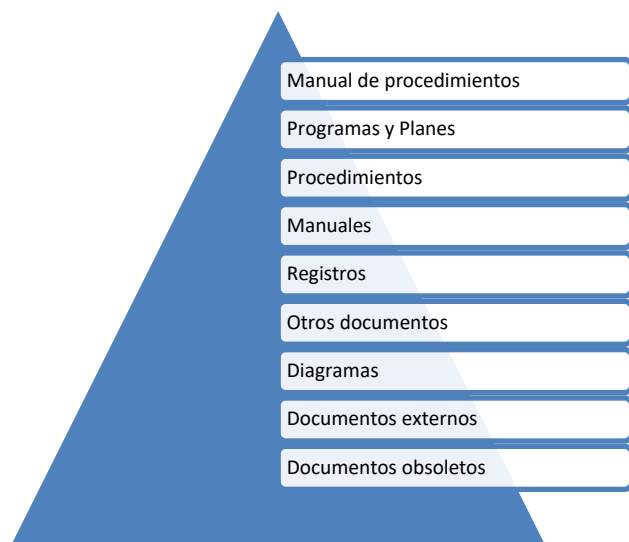 Manual de procedimientos
Programas y Planes
Procedimientos
Manuales
Registros
Otros documentos
Diagramas
Documentos externos
Documentos obsoletos